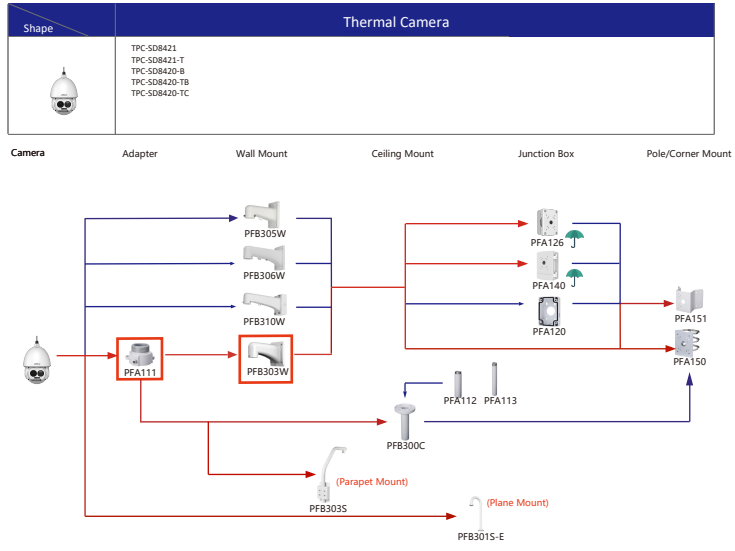 Shape
Thermal Camera
TPC-SD8421
TPC-SD8421-T
TPC-SD8420-B
TPC-SD8420-TB
TPC-SD8420-TC
Camera
Adapter
Wall Mount
Ceiling Mount
Junction Box
Pole/Corner Mount
PFB305W
PFA126
PFB306W
PFA140
PFB310W
PFA120
PFA151
PFA111
PFB303W
PFA150
PFA112
PFA113
PFB300C
(Parapet Mount)
PFB303S
(Plane Mount)
PFB301S-E